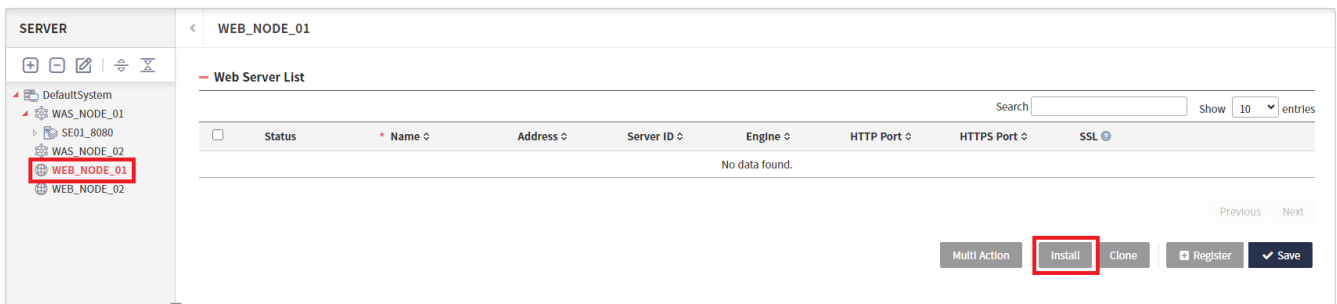 SERVER
WEB_NODE_01
DefaultSystem
WAS_NODE_01
SE01_8080
WAS_NODE_02
WEB_NODE_01
WEB_NODE_02
Web Server List
Search Show 10 entries
Status * Name Address Server ID Engine HTTP Port HTTPS Port SSL
No data found.
Previous Next
Multi Action Install Clone Register Save